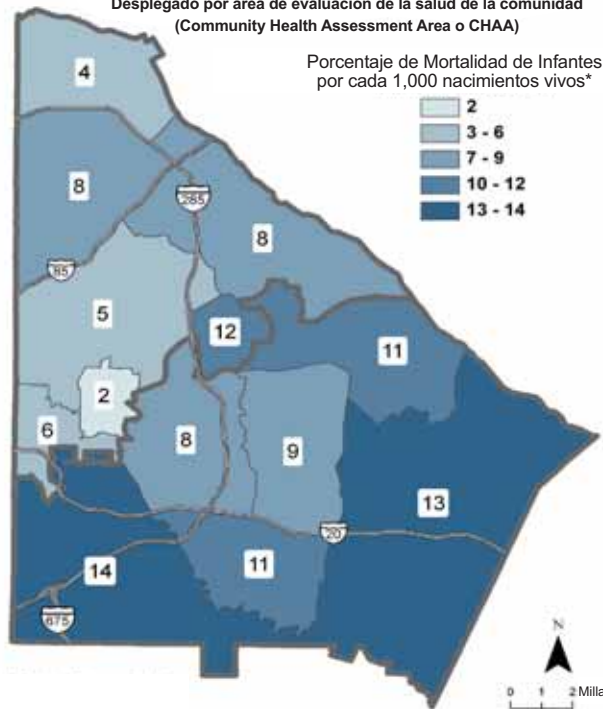 Desplegado por área de evaluación de la salud de la comunidad
(Community Health Assessment Area o CHAA)
Porcentaje de Mortalidad de Infantes
por cada 1,000 nacimientos vivos*
2
3 - 6
7 - 9
10 - 12
13 - 14
4
8
285
8
85
5
12
11
2
6
8
9
13
20
14
11
675
N
0 1 2 Milla